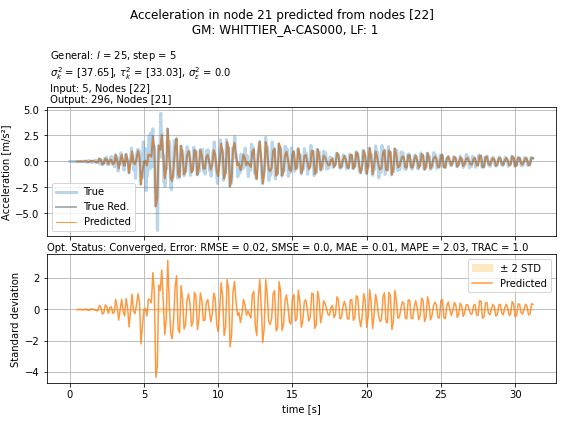 Acceleration in node 21 predicted from nodes [22]
GM: WHITTIER_A-CAS000, LF: 1
General: l = 25, step = 5
σ²ₖ = [37.65], τ²ₖ = [33.03], σ²ε = 0.0
Input: 5, Nodes [22]
Output: 296, Nodes [21]
Acceleration [m/s²]
5.0
2.5
0.0
−2.5
−5.0
True
True Red.
Predicted
Opt. Status: Converged, Error: RMSE = 0.02, SMSE = 0.0, MAE = 0.01, MAPE = 2.03, TRAC = 1.0
Standard deviation
2
0
−2
−4
± 2 STD
Predicted
0 5 10 15 20 25 30
time [s]